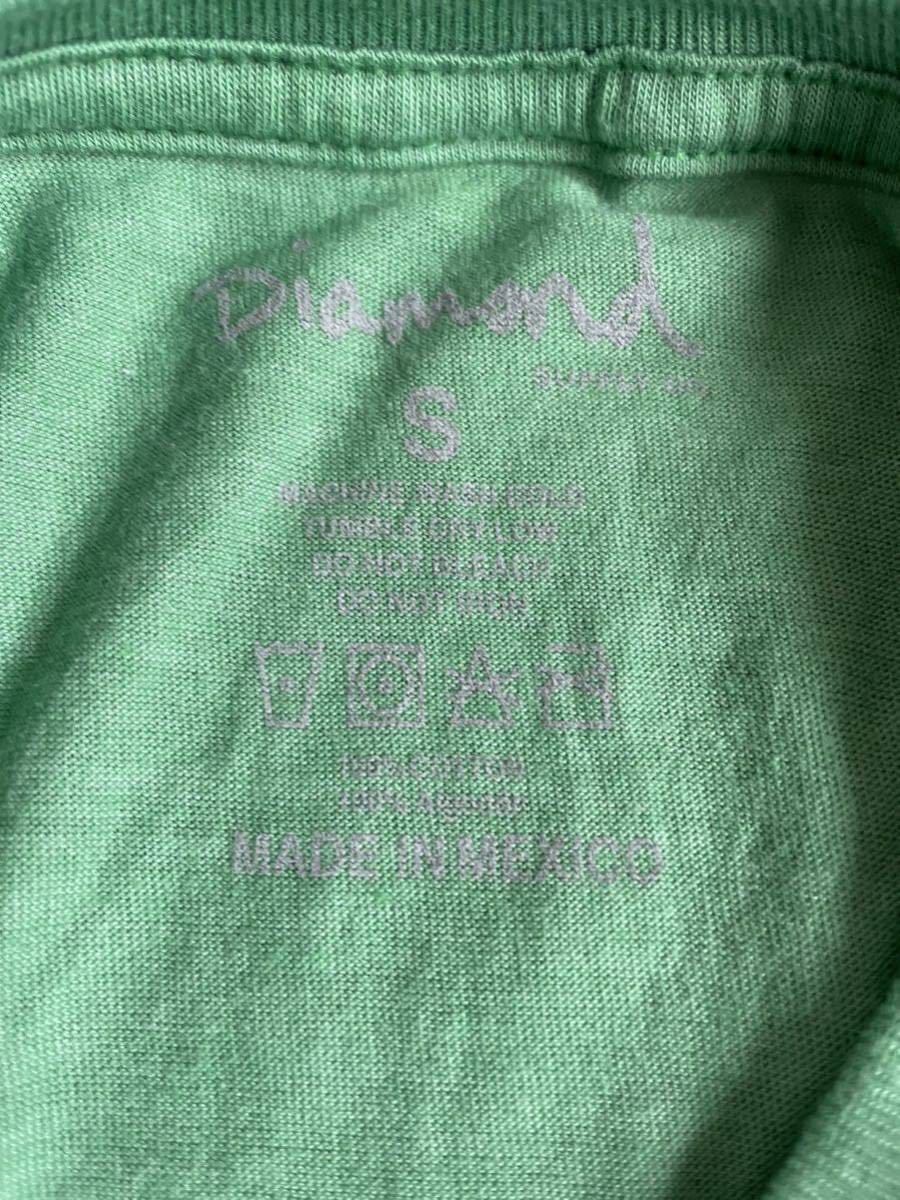 Diamond
SUPPLY CO.
S
MACHINE WASH COLD
TUMBLE DRY LOW
DO NOT BLEACH
DO NOT IRON
100% COTTON
100% Algodón
MADE IN MEXICO